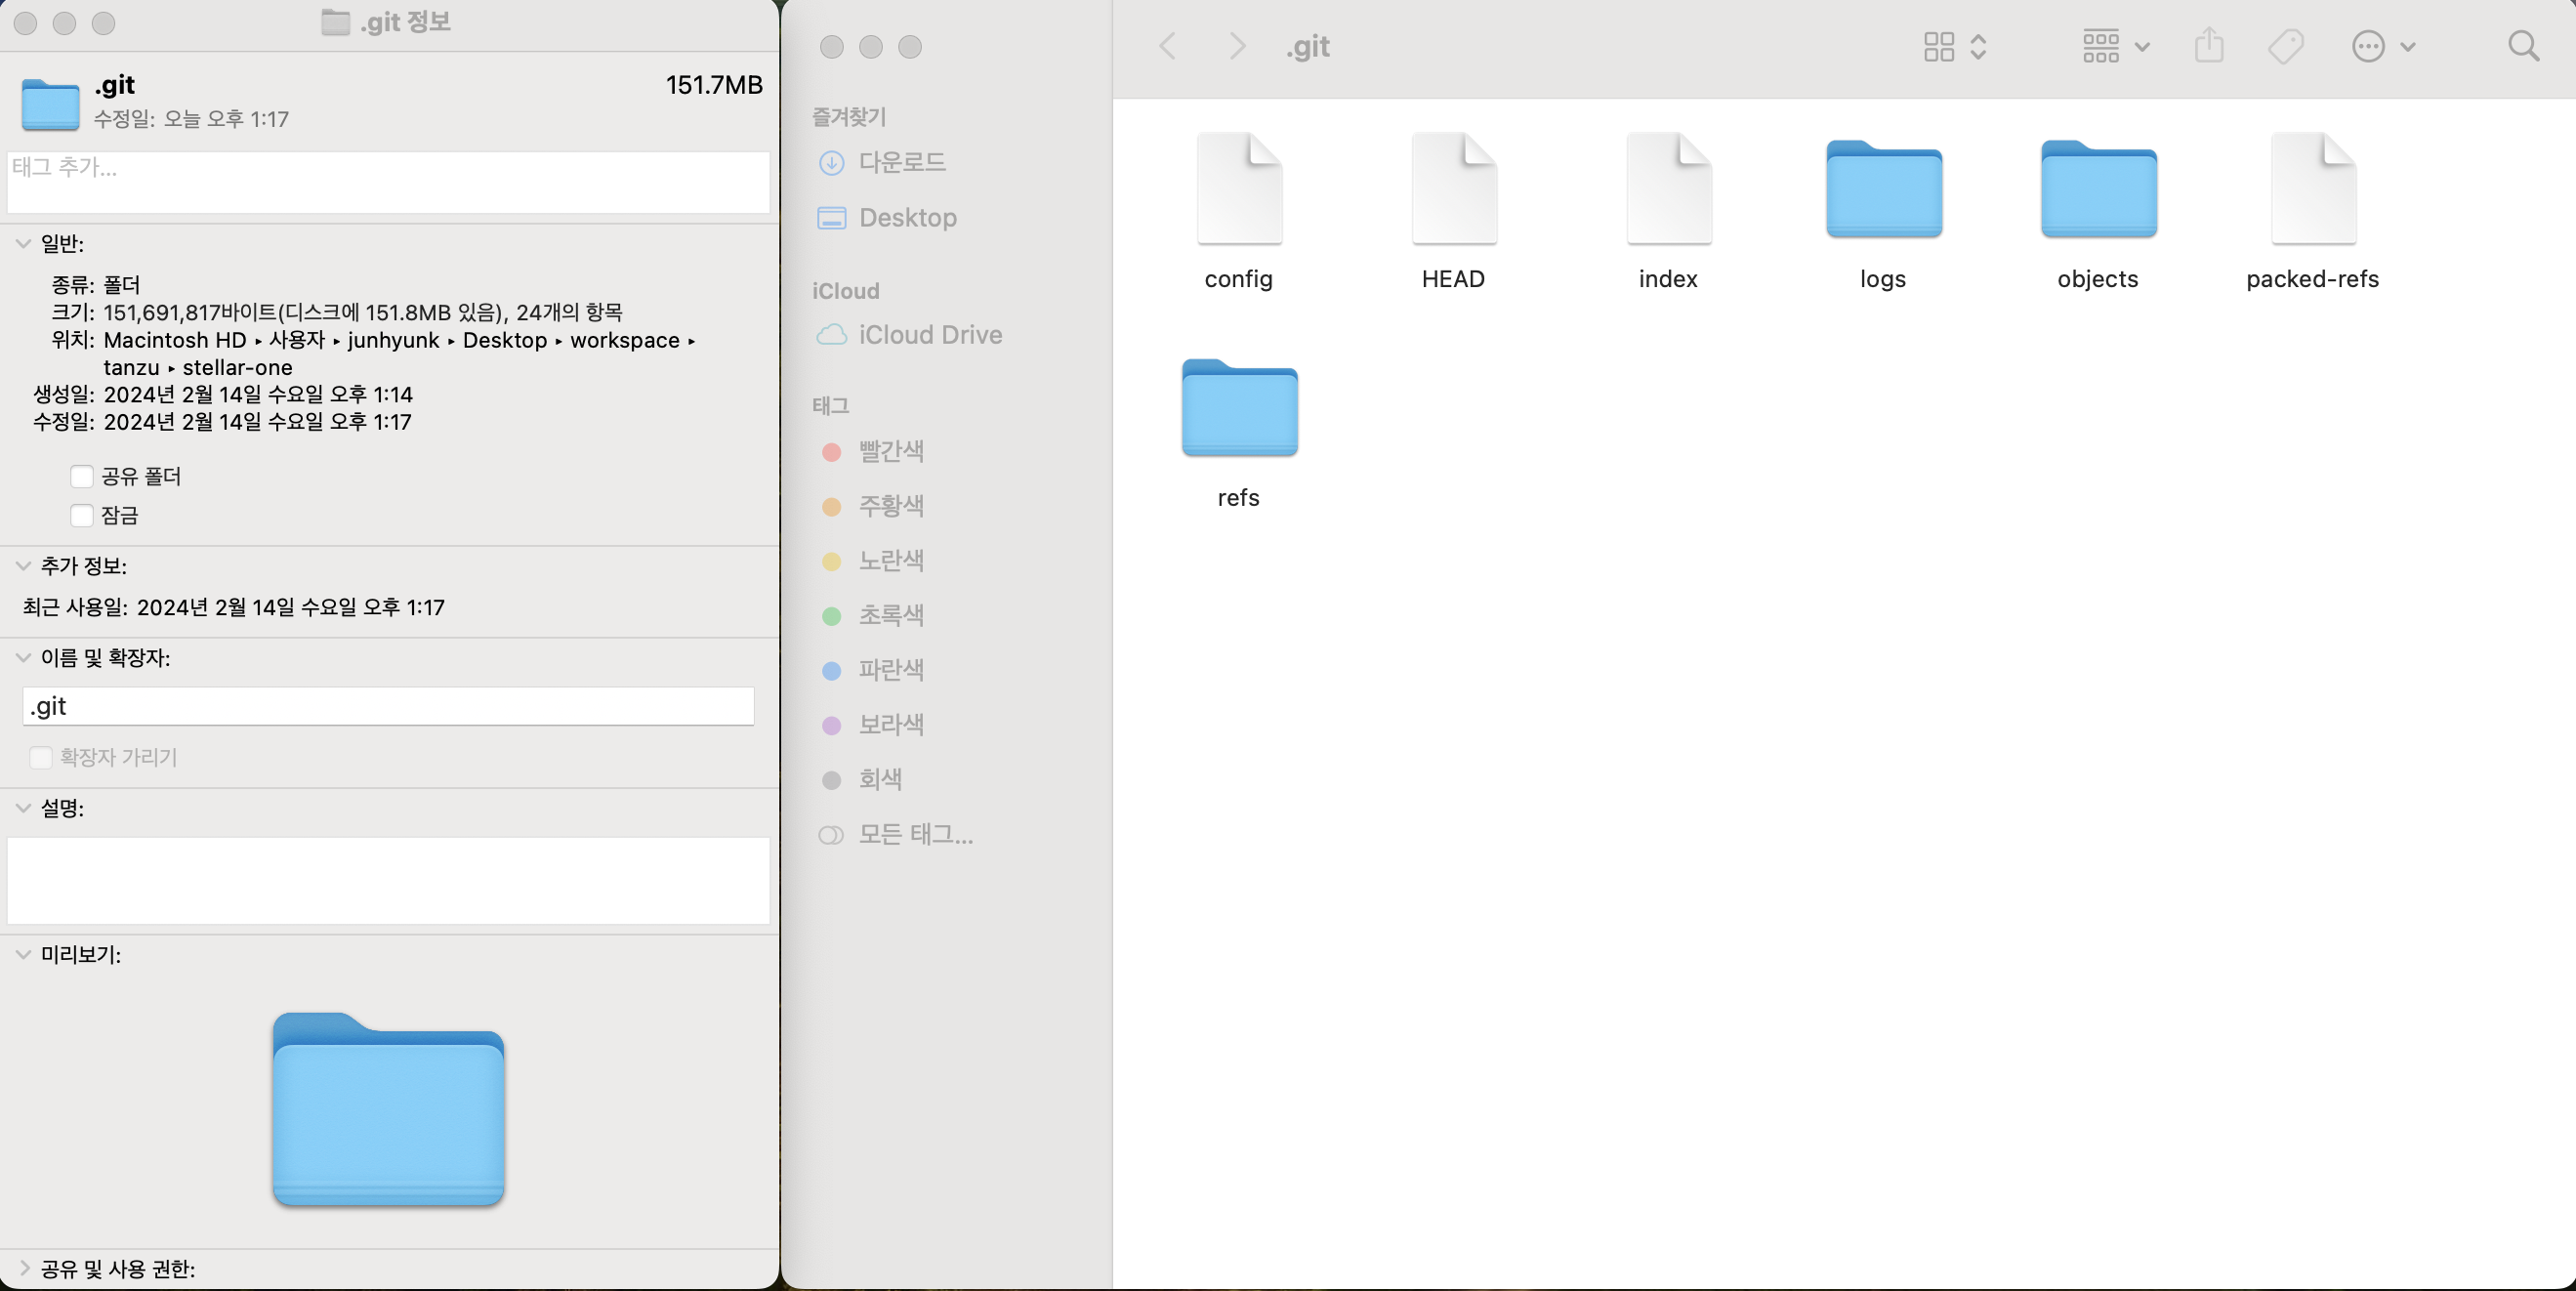 .git 정보
.git
151.7MB
수정일: 오늘 오후 1:17
태그 추가...
일반:
종류: 폴더
크기: 151,691,817바이트(디스크에 151.8MB 있음), 24개의 항목
위치: Macintosh HD ▸ 사용자 ▸ junhyunk ▸ Desktop ▸ workspace ▸
tanzu ▸ stellar-one
생성일: 2024년 2월 14일 수요일 오후 1:14
수정일: 2024년 2월 14일 수요일 오후 1:17
공유 폴더
잠금
추가 정보:
최근 사용일: 2024년 2월 14일 수요일 오후 1:17
이름 및 확장자:
.git
확장자 가리기
설명:
미리보기:
공유 및 사용 권한:
즐겨찾기
다운로드
Desktop
iCloud
iCloud Drive
태그
빨간색
주황색
노란색
초록색
파란색
보라색
회색
모든 태그...
.git
config
HEAD
index
logs
objects
packed-refs
refs